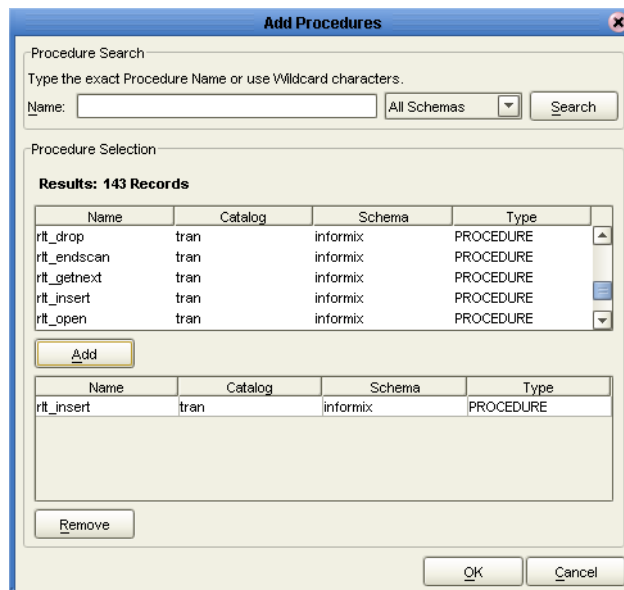 Add Procedures
Procedure Search
Type the exact Procedure Name or use Wildcard characters.
Name: All Schemas Search
Procedure Selection
Results: 143 Records
Name Catalog Schema Type
rlt_drop tran informix PROCEDURE
rlt_endscan tran informix PROCEDURE
rlt_getnext tran informix PROCEDURE
rlt_insert tran informix PROCEDURE
rlt_open tran informix PROCEDURE
Add
Name Catalog Schema Type
rlt_insert tran informix PROCEDURE
Remove
OK Cancel